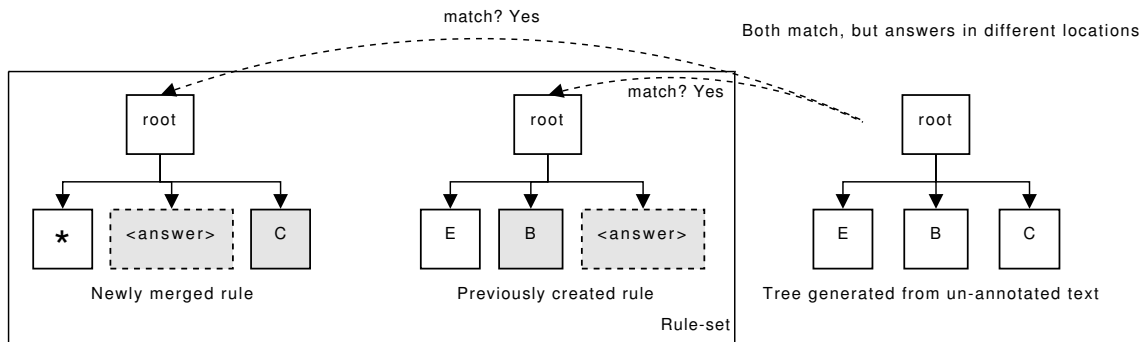 match? Yes
Both match, but answers in different locations
match? Yes
root
root
root
*
<answer>
C
E
B
<answer>
E
B
C
Newly merged rule
Previously created rule
Tree generated from un-annotated text
Rule-set